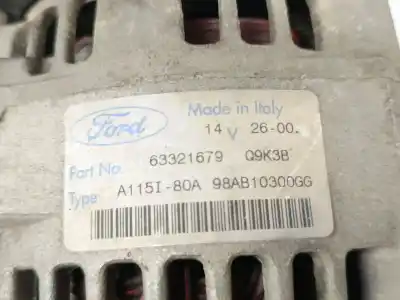 Ford Made in Italy
14 V 26-00.
Part No. 63321679 Q9K3B
Type A115I-80A 98AB10300GG